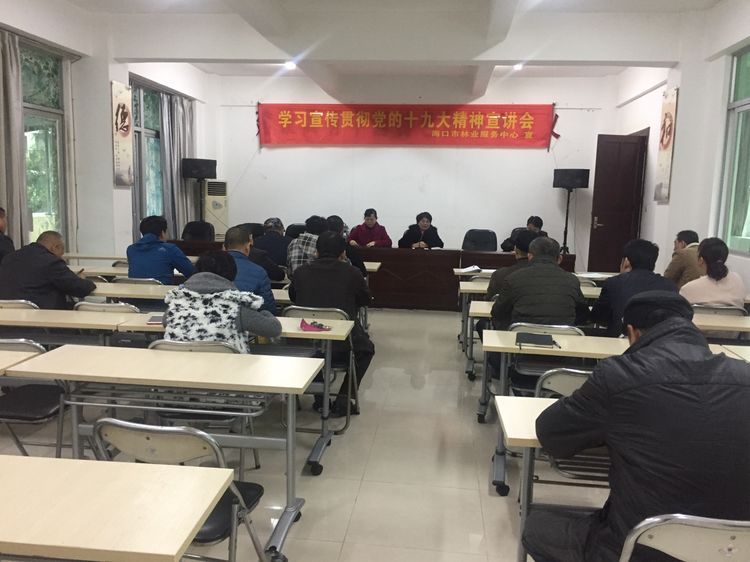 学习宣传贯彻党的十九大精神宣讲会
海口市林业服务中心 宣
德